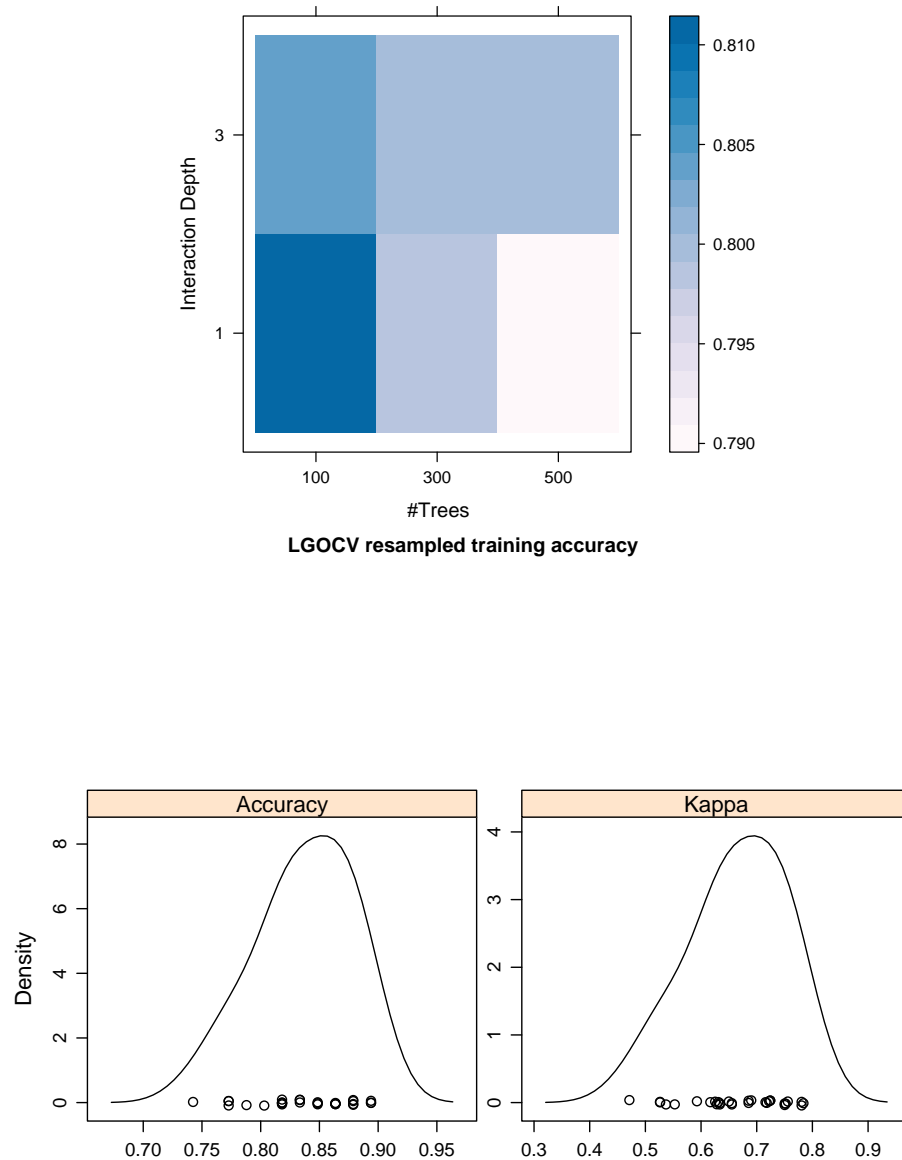 0.810
0.805
0.800
0.795
0.790
3
1
Interaction Depth
100 300 500
#Trees
LGOCV resampled training accuracy
Accuracy
Kappa
8
6
4
2
0
Density
4
3
2
1
0
0.70 0.75 0.80 0.85 0.90 0.95
0.3 0.4 0.5 0.6 0.7 0.8 0.9